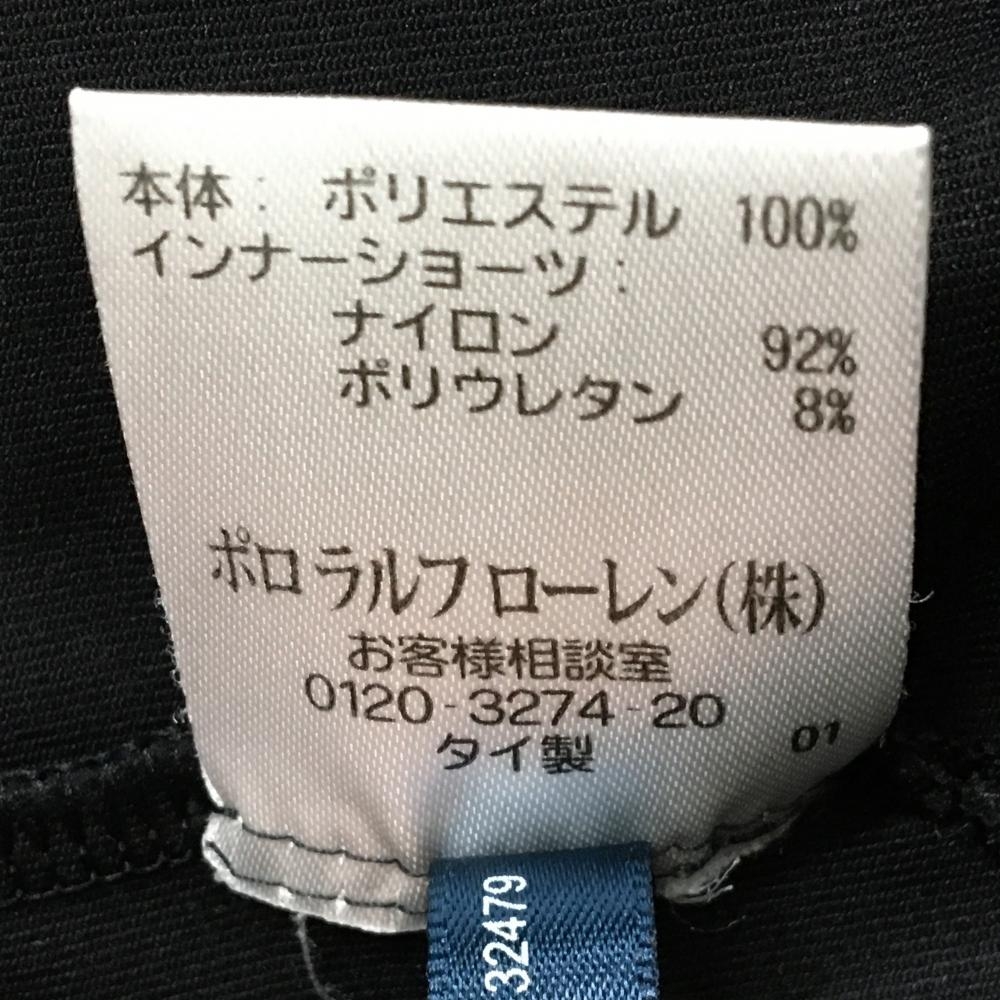 本体: ポリエステル 100%
インナーショーツ:
ナイロン 92%
ポリウレタン 8%
ポロ ラルフ ローレン(株)
お客様相談室
0120-3274-20
タイ製 01
32479